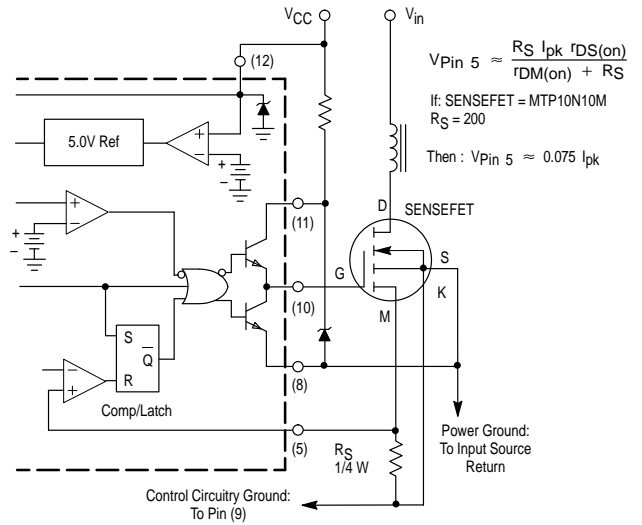 VCC
Vin
(12)
VPin 5 ≈ RS Ipk rDS(on)
rDM(on) + RS
If: SENSEFET = MTP10N10M
RS = 200
Then : VPin 5 ≈ 0.075 Ipk
5.0V Ref
+
−
+
−
(11)
D
SENSEFET
+
−
+
−
S
G
K
(10)
M
S
Q
R
(8)
−
+
Comp/Latch
(5)
Power Ground:
To Input Source
Return
RS
1/4 W
Control Circuitry Ground:
To Pin (9)